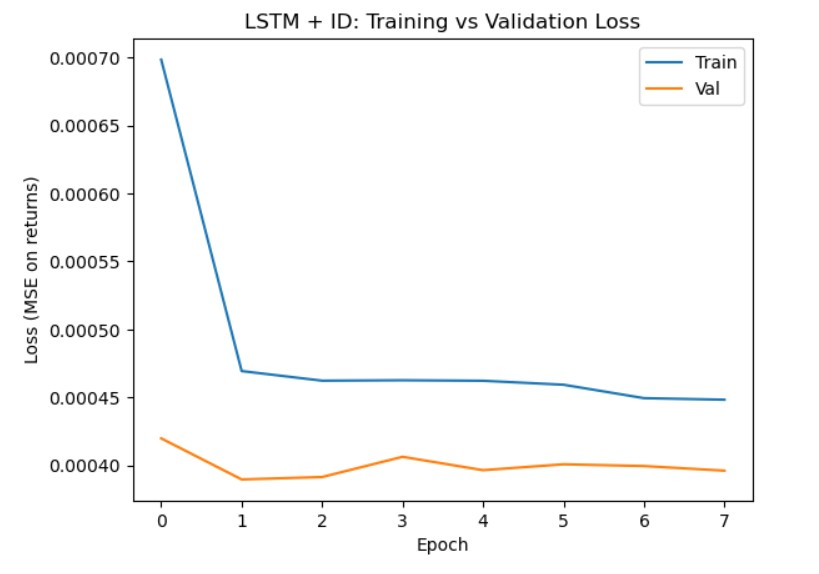 LSTM + ID: Training vs Validation Loss
Train
Val
Loss (MSE on returns)
0.00070
0.00065
0.00060
0.00055
0.00050
0.00045
0.00040
0 1 2 3 4 5 6 7
Epoch